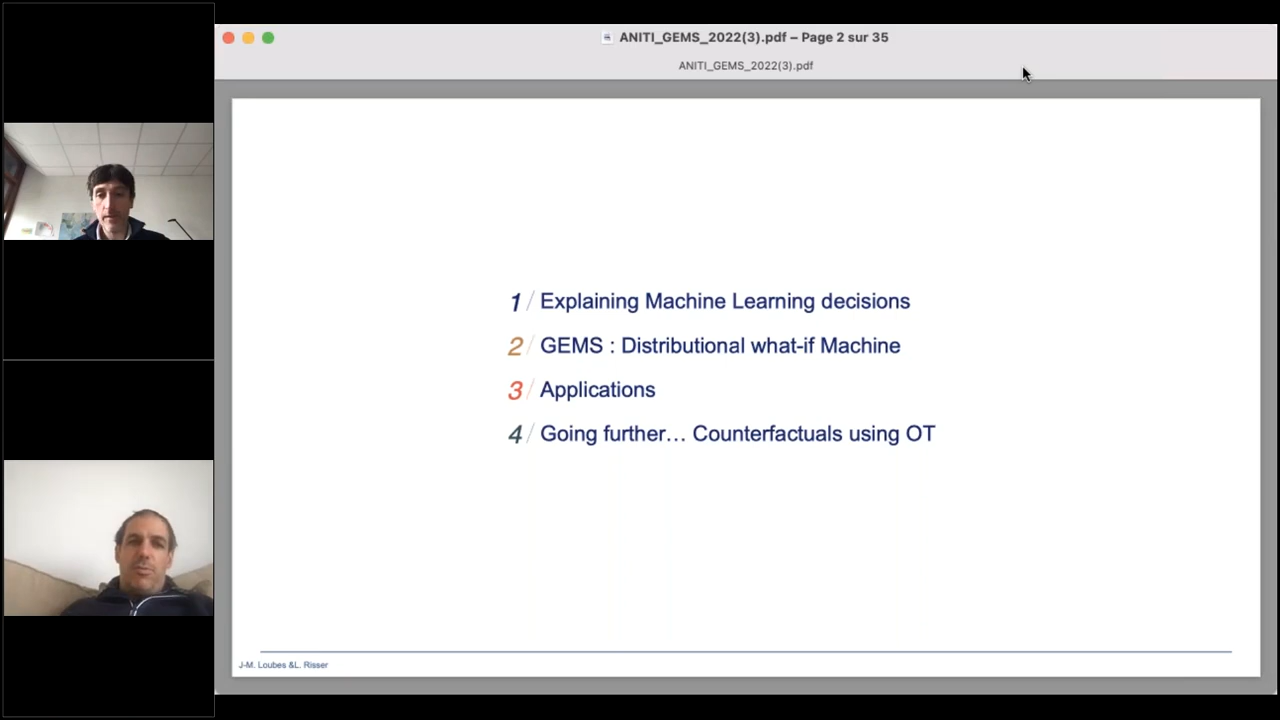 ANITI_GEMS_2022(3).pdf – Page 2 sur 35
ANITI_GEMS_2022(3).pdf
1 / Explaining Machine Learning decisions
2 / GEMS : Distributional what-if Machine
3 / Applications
4 / Going further… Counterfactuals using OT
J-M. Loubes &L. Risser